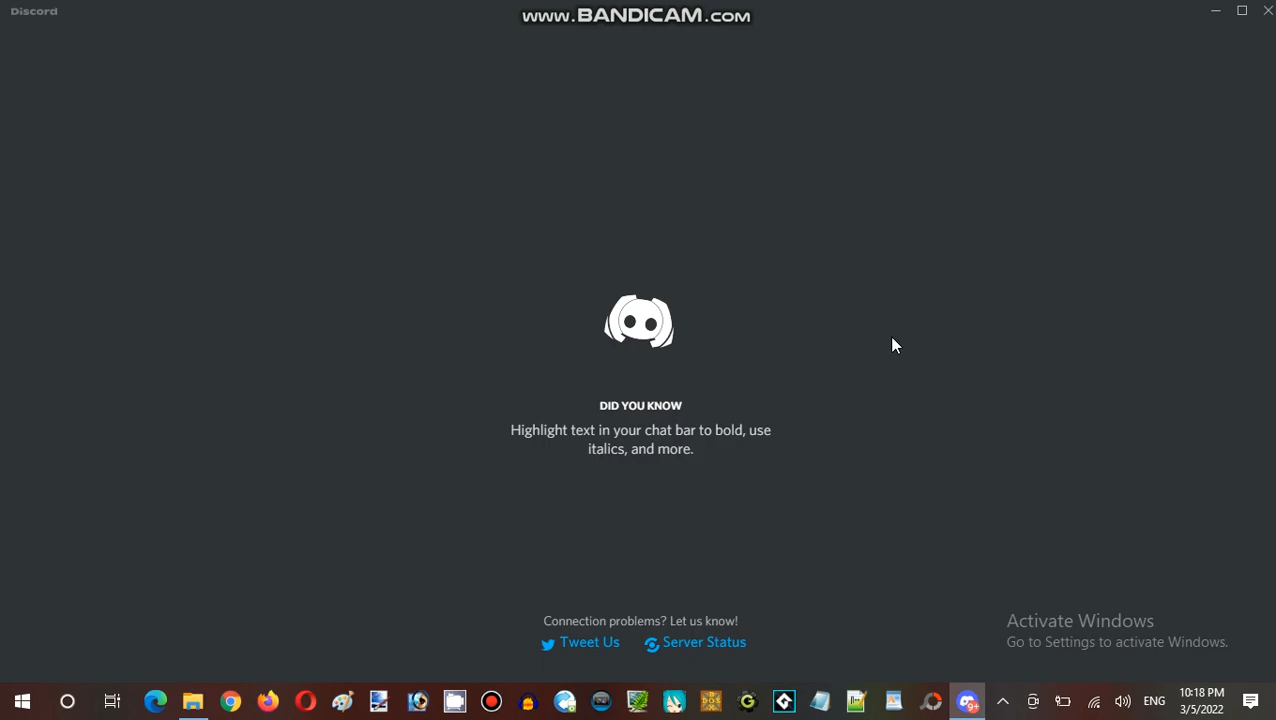 Discord
www.BANDICAM.com
DID YOU KNOW
Highlight text in your chat bar to bold, use
italics, and more.
Connection problems? Let us know!
Tweet Us
Server Status
Activate Windows
Go to Settings to activate Windows.
9+
ENG
10:18 PM
3/5/2022